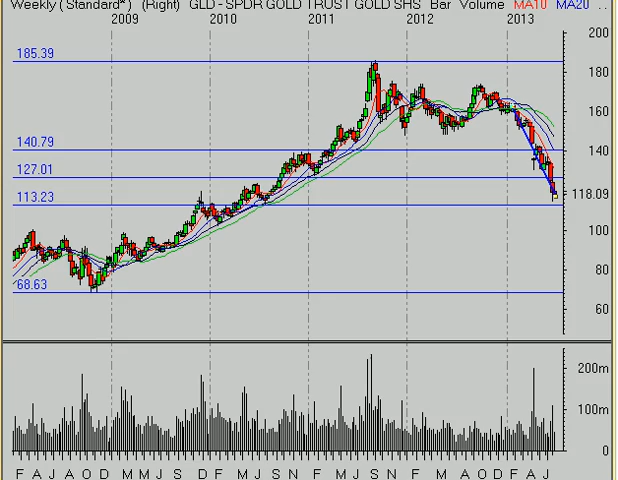 Weekly (Standard*) (Right) GLD - SPDR GOLD TRUST GOLD SHS Bar Volume MA10 MA20 ..
2009 2010 2011 2012 2013
200
185.39
180
160
140.79
140
127.01
118.09
113.23
100
80
68.63
60
200m
100m
0
F A J A O D M M J S D F A J A O D F A M J S N F A M J S N J M A J A O D F A J